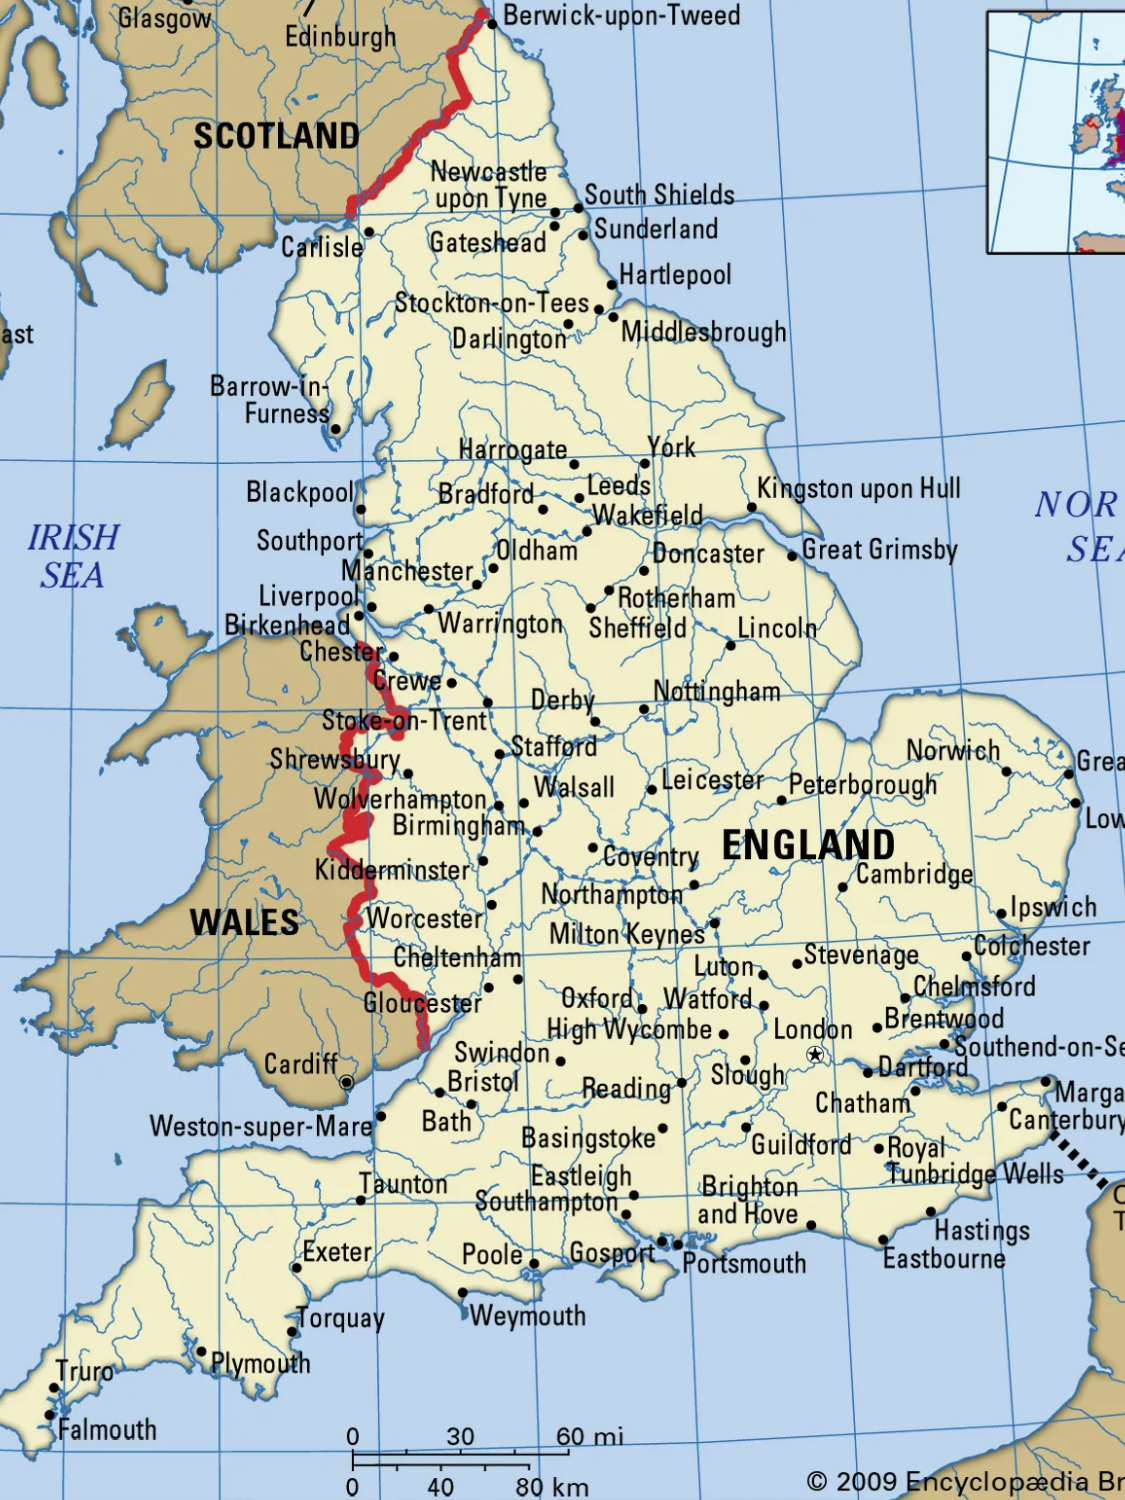 Glasgow
Edinburgh
Berwick-upon-Tweed
SCOTLAND
Newcastle
upon Tyne
South Shields
Sunderland
Carlisle
Gateshead
Hartlepool
Stockton-on-Tees
Middlesbrough
Darlington
ast
Barrow-in-
Furness
Harrogate
York
Blackpool
Bradford
Leeds
Kingston upon Hull
Wakefield
NOR
SEA
IRISH
SEA
Southport
Oldham
Doncaster
Great Grimsby
Manchester
Liverpool
Rotherham
Birkenhead
Warrington
Sheffield
Lincoln
Chester
Crewe
Derby
Nottingham
Stoke-on-Trent
Stafford
Norwich
Grea
Shrewsbury
Walsall
Leicester
Peterborough
Wolverhampton
Low
Birmingham
ENGLAND
Coventry
Kidderminster
Cambridge
Northampton
WALES
Worcester
Ipswich
Milton Keynes
Colchester
Cheltenham
Luton
Stevenage
Chelmsford
Gloucester
Oxford
Watford
Brentwood
High Wycombe
London
Southend-on-Se
Cardiff
Swindon
Dartford
Bristol
Reading
Slough
Marga
Chatham
Canterbury
Weston-super-Mare
Bath
Basingstoke
Guildford
Royal
Tunbridge Wells
Taunton
Eastleigh
Southampton
Brighton
and Hove
C
T
Hastings
Exeter
Poole
Gosport
Portsmouth
Eastbourne
Weymouth
Torquay
Plymouth
Truro
Falmouth
0 30 60 mi
0 40 80 km
© 2009 Encyclopædia Br